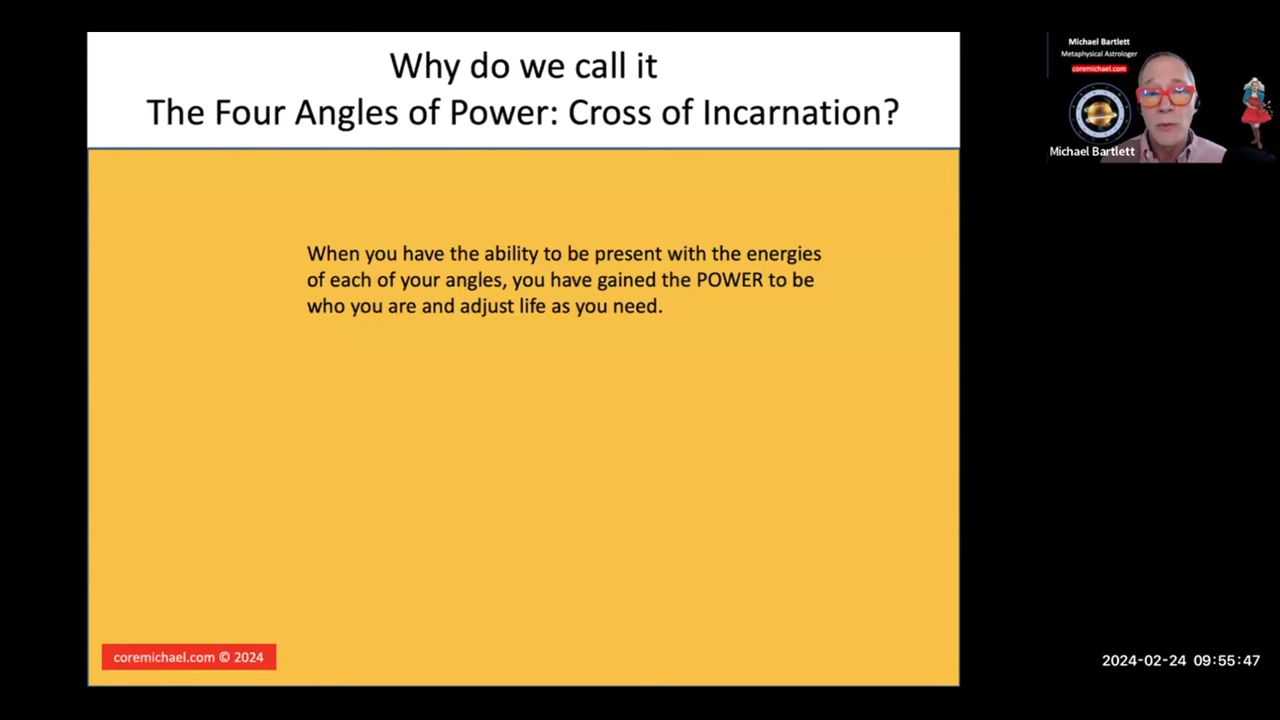 Why do we call it
The Four Angles of Power: Cross of Incarnation?
When you have the ability to be present with the energies
of each of your angles, you have gained the POWER to be
who you are and adjust life as you need.
coremichael.com © 2024
Michael Bartlett
Metaphysical Astrologer
coremichael.com
Michael Bartlett
2024-02-24 09:55:47